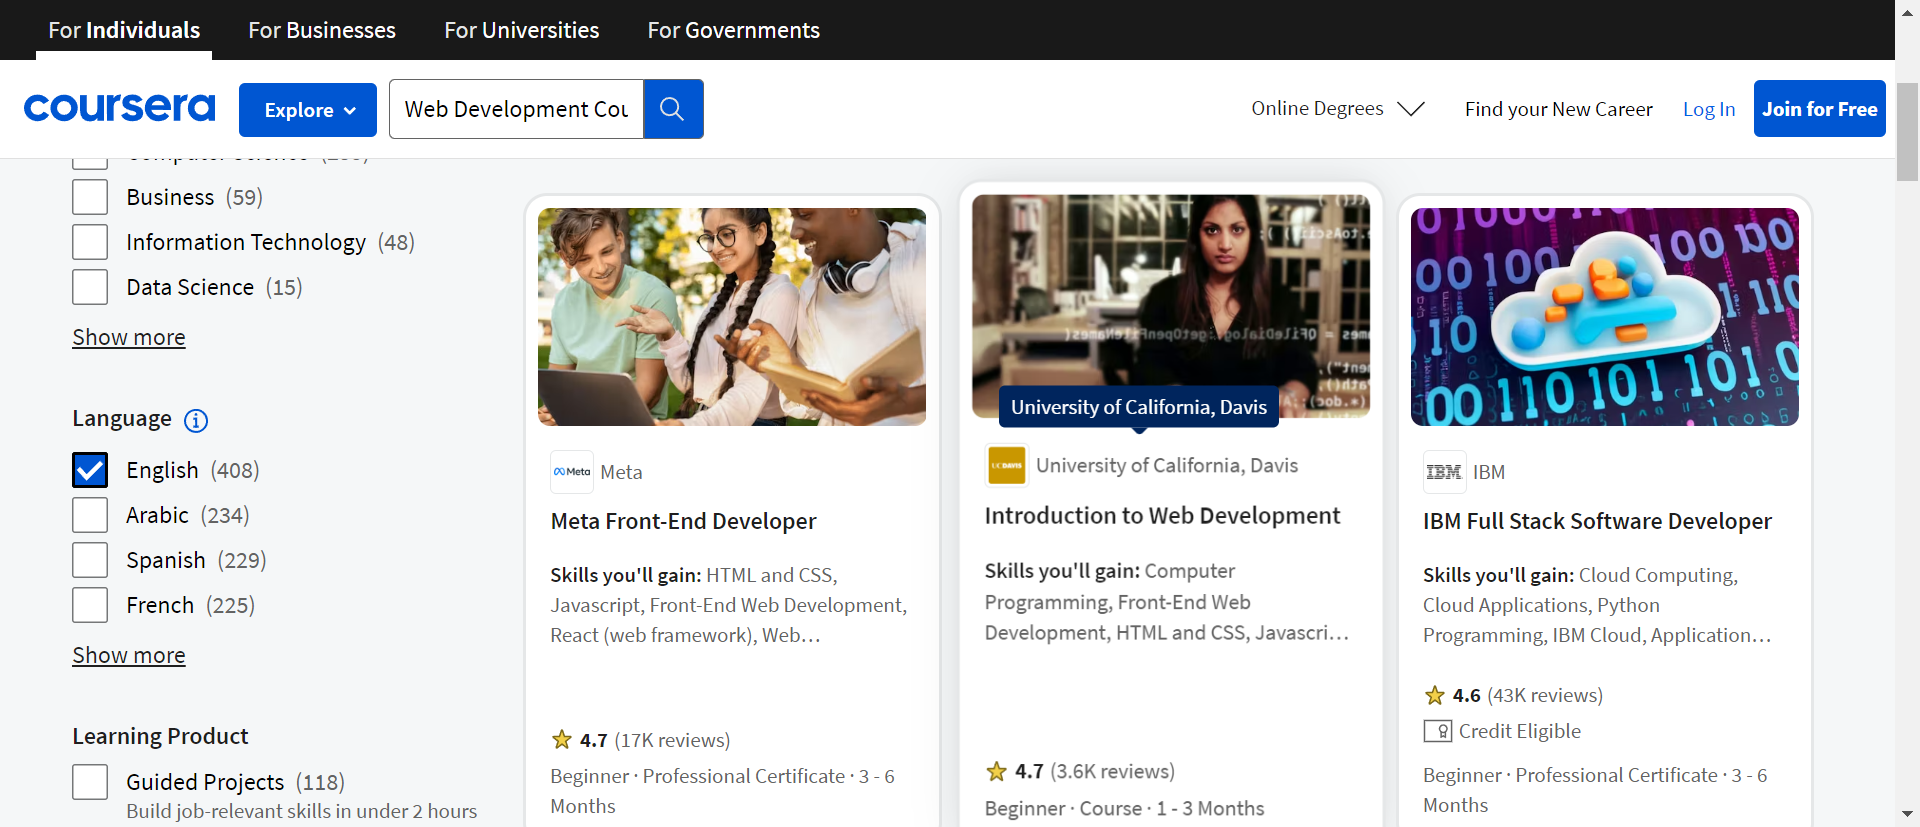 For Individuals
For Businesses
For Universities
For Governments
coursera
Explore
Web Development Cou
Online Degrees
Find your New Career
Log In
Join for Free
Business (59)
Information Technology (48)
Data Science (15)
Show more
Language
English (408)
Arabic (234)
Spanish (229)
French (225)
Show more
Learning Product
Guided Projects (118)
Build job-relevant skills in under 2 hours
Meta
Meta
Meta Front-End Developer
Skills you'll gain: HTML and CSS,
Javascript, Front-End Web Development,
React (web framework), Web…
4.7 (17K reviews)
Beginner · Professional Certificate · 3 - 6
Months
University of California, Davis
UC DAVIS
University of California, Davis
Introduction to Web Development
Skills you'll gain: Computer
Programming, Front-End Web
Development, HTML and CSS, Javascri…
4.7 (3.6K reviews)
Beginner · Course · 1 - 3 Months
IBM
IBM
IBM Full Stack Software Developer
Skills you'll gain: Cloud Computing,
Cloud Applications, Python
Programming, IBM Cloud, Application…
4.6 (43K reviews)
Credit Eligible
Beginner · Professional Certificate · 3 - 6
Months